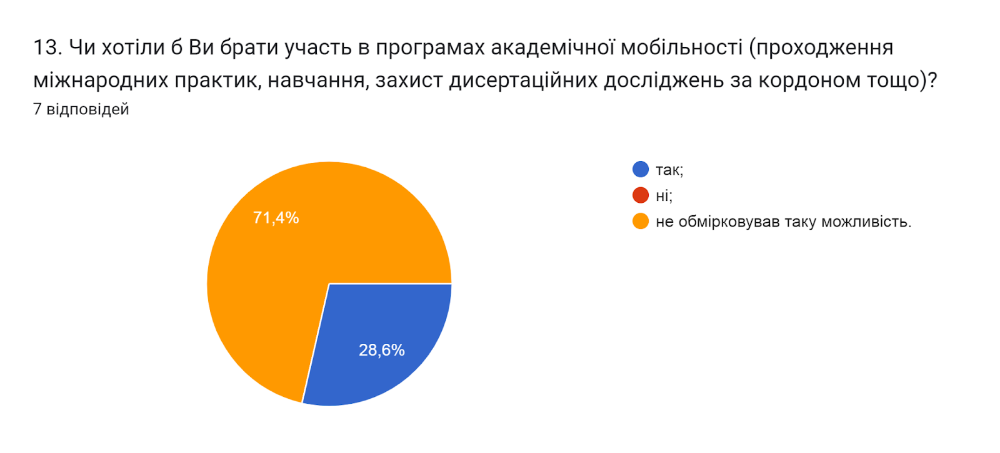 13. Чи хотіли б Ви брати участь в програмах академічної мобільності (проходження
міжнародних практик, навчання, захист дисертаційних досліджень за кордоном тощо)?
7 відповідей
так;
ні;
не обмірковував таку можливість.
71,4%
28,6%